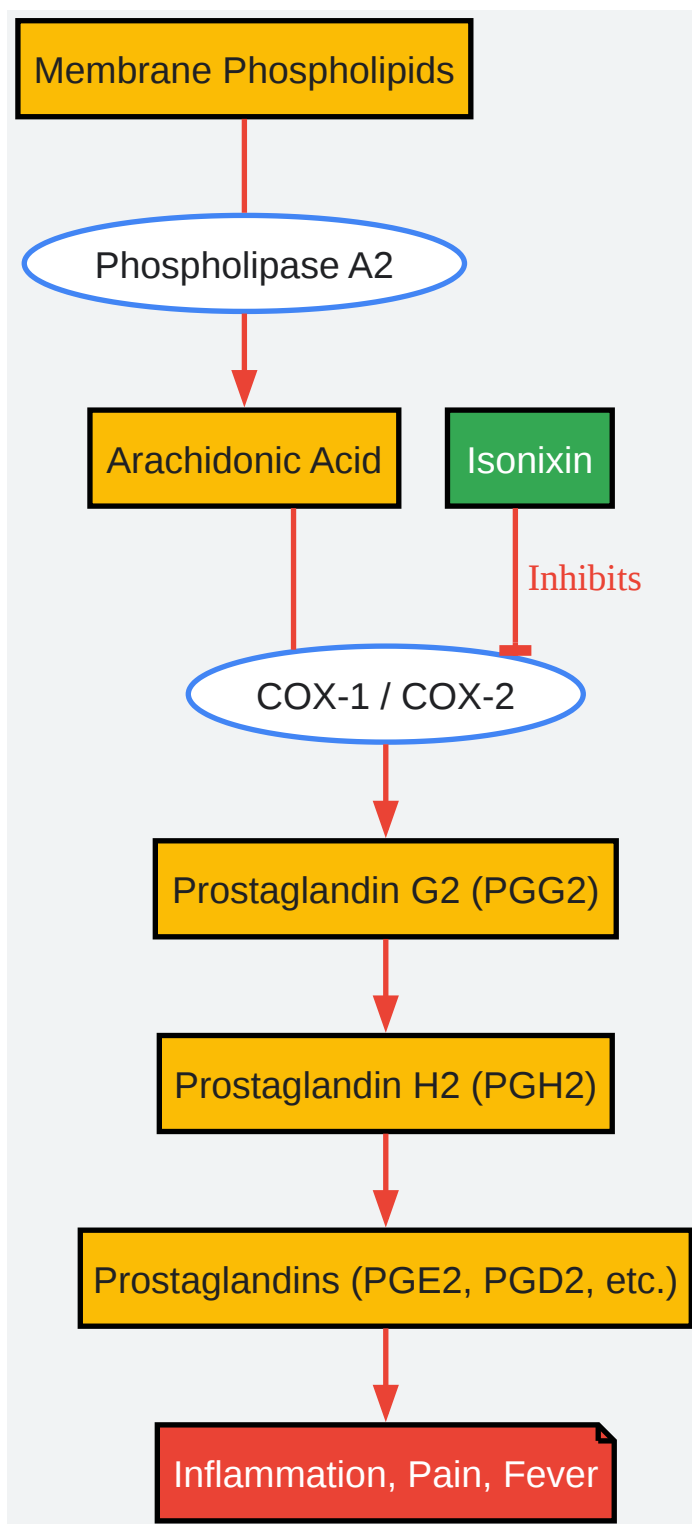 Membrane Phospholipids
Phospholipase A2
Arachidonic Acid
Isonixin
Inhibits
COX-1 / COX-2
Prostaglandin G2 (PGG2)
Prostaglandin H2 (PGH2)
Prostaglandins (PGE2, PGD2, etc.)
Inflammation, Pain, Fever